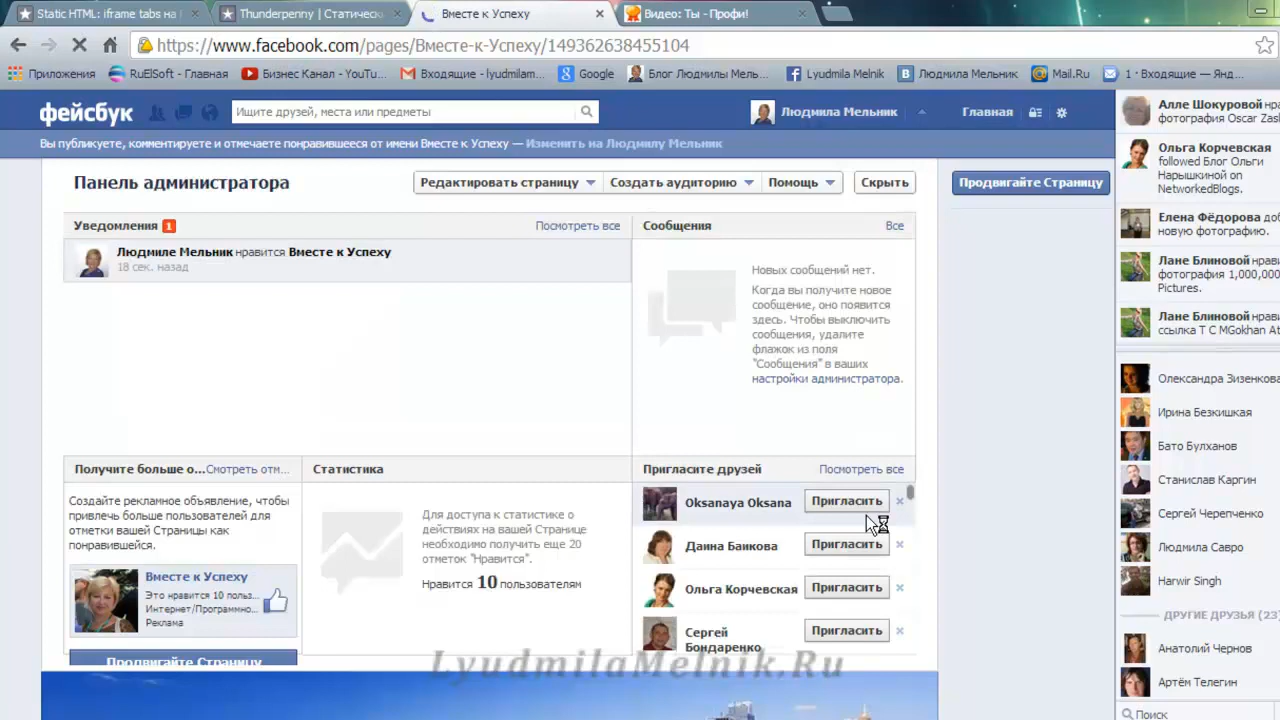 Static HTML: iframe tabs на
Thunderpenny | Статическ
Вместе к Успеху
Видео: Ты - Профи!
https://www.facebook.com/pages/Вместе-к-Успеху/149362638455104
Приложения
RuElSoft - Главная
Бизнес Канал - YouTu...
Входящие - lyudmilam...
Google
Блог Людмилы Мель...
Lyudmila Melnik
Людмила Мельник
Mail.Ru
1 · Входящие — Янд...
фейсбук
Ищите друзей, места или предметы
Людмила Мельник
Главная
Вы публикуете, комментируете и отмечаете понравившееся от имени Вместе к Успеху — Изменить на Людмилу Мельник
Панель администратора
Редактировать страницу
Создать аудиторию
Помощь
Скрыть
Продвигайте Страницу
Уведомления 1
Посмотреть все
Людмиле Мельник нравится Вместе к Успеху
18 сек. назад
Сообщения
Все
Новых сообщений нет.
Когда вы получите новое
сообщение, оно появится
здесь. Чтобы выключить
сообщения, удалите
флажок из поля
"Сообщения" в ваших
настройки администратора.
Получите больше о...
Смотреть отм...
Создайте рекламное объявление, чтобы
привлечь больше пользователей для
отметки вашей Страницы как
понравившейся.
Вместе к Успеху
Это нравится 10 польз...
Интернет/Программно...
Реклама
Продвигайте Страницу
Статистика
Для доступа к статистике о
действиях на вашей Странице
необходимо получить еще 20
отметок "Нравится".
Нравится 10 пользователям
Пригласите друзей
Посмотреть все
Oksanaya Oksana
Пригласить
Даина Баикова
Пригласить
Ольга Корчевская
Пригласить
Сергей
Бондаренко
Пригласить
LyudmilaMelnik.Ru
Алле Шокуровой нра
фотография Oscar Zasl
Ольга Корчевская
followed Блог Ольги
Нарышкиной on
NetworkedBlogs.
Елена Фёдорова доб
новую фотографию.
Лане Блиновой нрави
фотография 1,000,000
Pictures.
Лане Блиновой нрави
ссылка T C MGokhan At
Олександра Зизенкова
Ирина Безкишкая
Бато Булханов
Станислав Каргин
Сергей Черепченко
Людмила Савро
Harwir Singh
ДРУГИЕ ДРУЗЬЯ (23)
Анатолий Чернов
Артём Телегин
Поиск